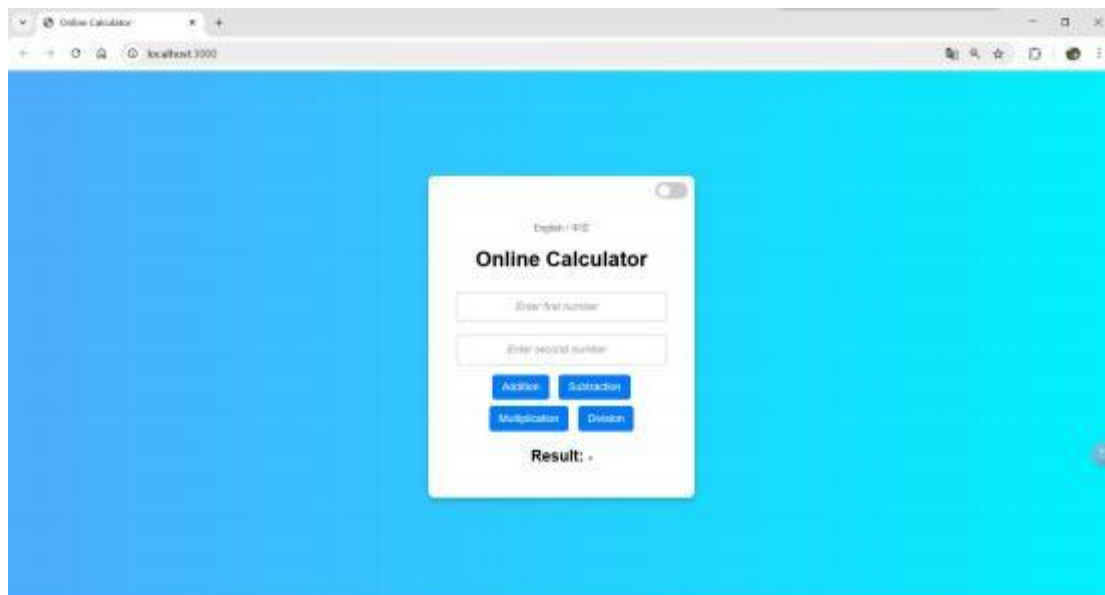 Online Calculator
localhost:3000
English / 中文
Online Calculator
Enter first number
Enter second number
Addition Subtraction
Multiplication Division
Result: -